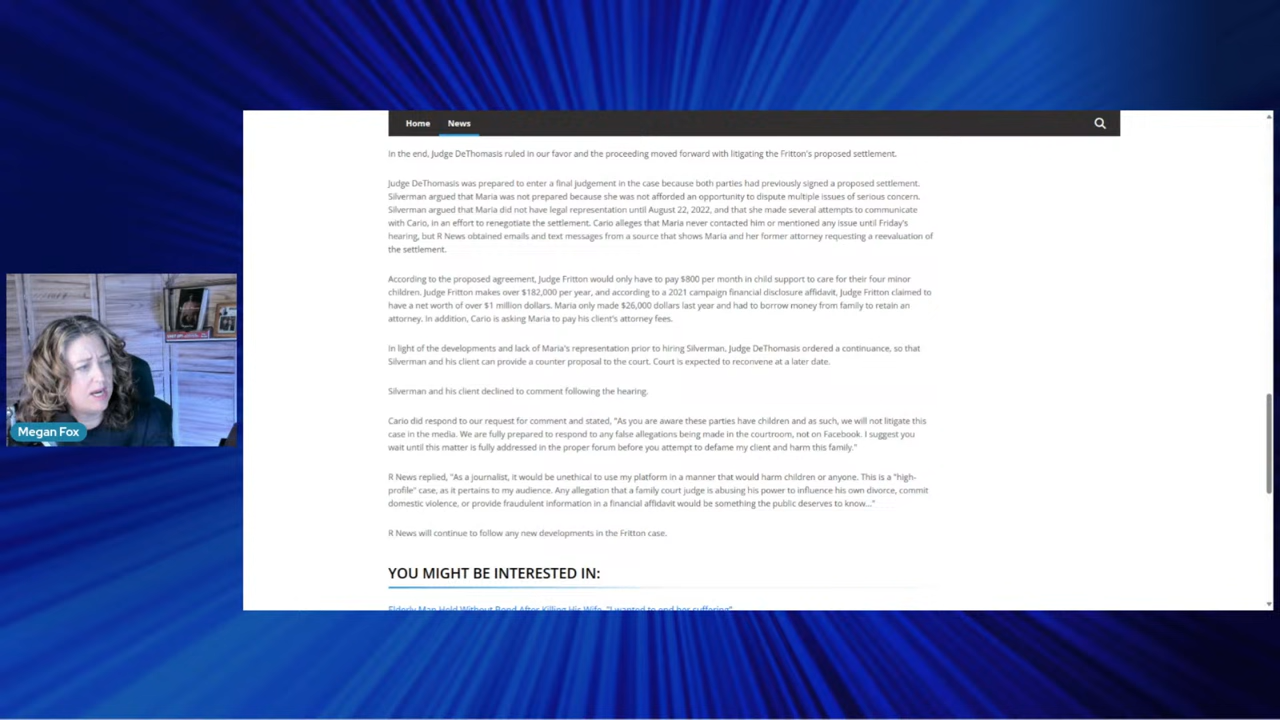 Home News
In the end, Judge DeThomasis ruled in our favor and the proceeding moved forward with litigating the Fritton's proposed settlement.
Judge DeThomasis was prepared to enter a final judgement in the case because both parties had previously signed a proposed settlement.
Silverman argued that Maria was not prepared because she was not afforded an opportunity to dispute multiple issues of serious concern.
Silverman argued that Maria did not have legal representation until August 22, 2022, and that she made several attempts to communicate
with Cario, in an effort to renegotiate the settlement. Cario alleges that Maria never contacted him or mentioned any issue until Friday's
hearing, but R News obtained emails and text messages from a source that shows Maria and her former attorney requesting a reevaluation of
the settlement.
According to the proposed agreement, Judge Fritton would only have to pay $800 per month in child support to care for their four minor
children. Judge Fritton makes over $182,000 per year, and according to a 2021 campaign financial disclosure affidavit, Judge Fritton claimed to
have a net worth of over $1 million dollars. Maria only made $26,000 dollars last year and had to borrow money from family to retain an
attorney. In addition, Cario is asking Maria to pay his client's attorney fees.
In light of the developments and lack of Maria's representation prior to hiring Silverman, Judge DeThomasis ordered a continuance, so that
Silverman and his client can provide a counter proposal to the court. Court is expected to reconvene at a later date.
Silverman and his client declined to comment following the hearing.
Cario did respond to our request for comment and stated, "As you are aware these parties have children and as such, we will not litigate this
case in the media. We are fully prepared to respond to any false allegations being made in the courtroom, not on Facebook. I suggest you
wait until this matter is fully addressed in the proper forum before you attempt to defame my client and harm this family."
R News replied, "As a journalist, it would be unethical to use my platform in a manner that would harm children or anyone. This is a "high-
profile" case, as it pertains to my audience. Any allegation that a family court judge is abusing his power to influence his own divorce, commit
domestic violence, or provide fraudulent information in a financial affidavit would be something the public deserves to know..."
R News will continue to follow any new developments in the Fritton case.
YOU MIGHT BE INTERESTED IN:
Elderly Man Held Without Bond After Killing His Wife, "I wanted to end her suffering"
Megan Fox